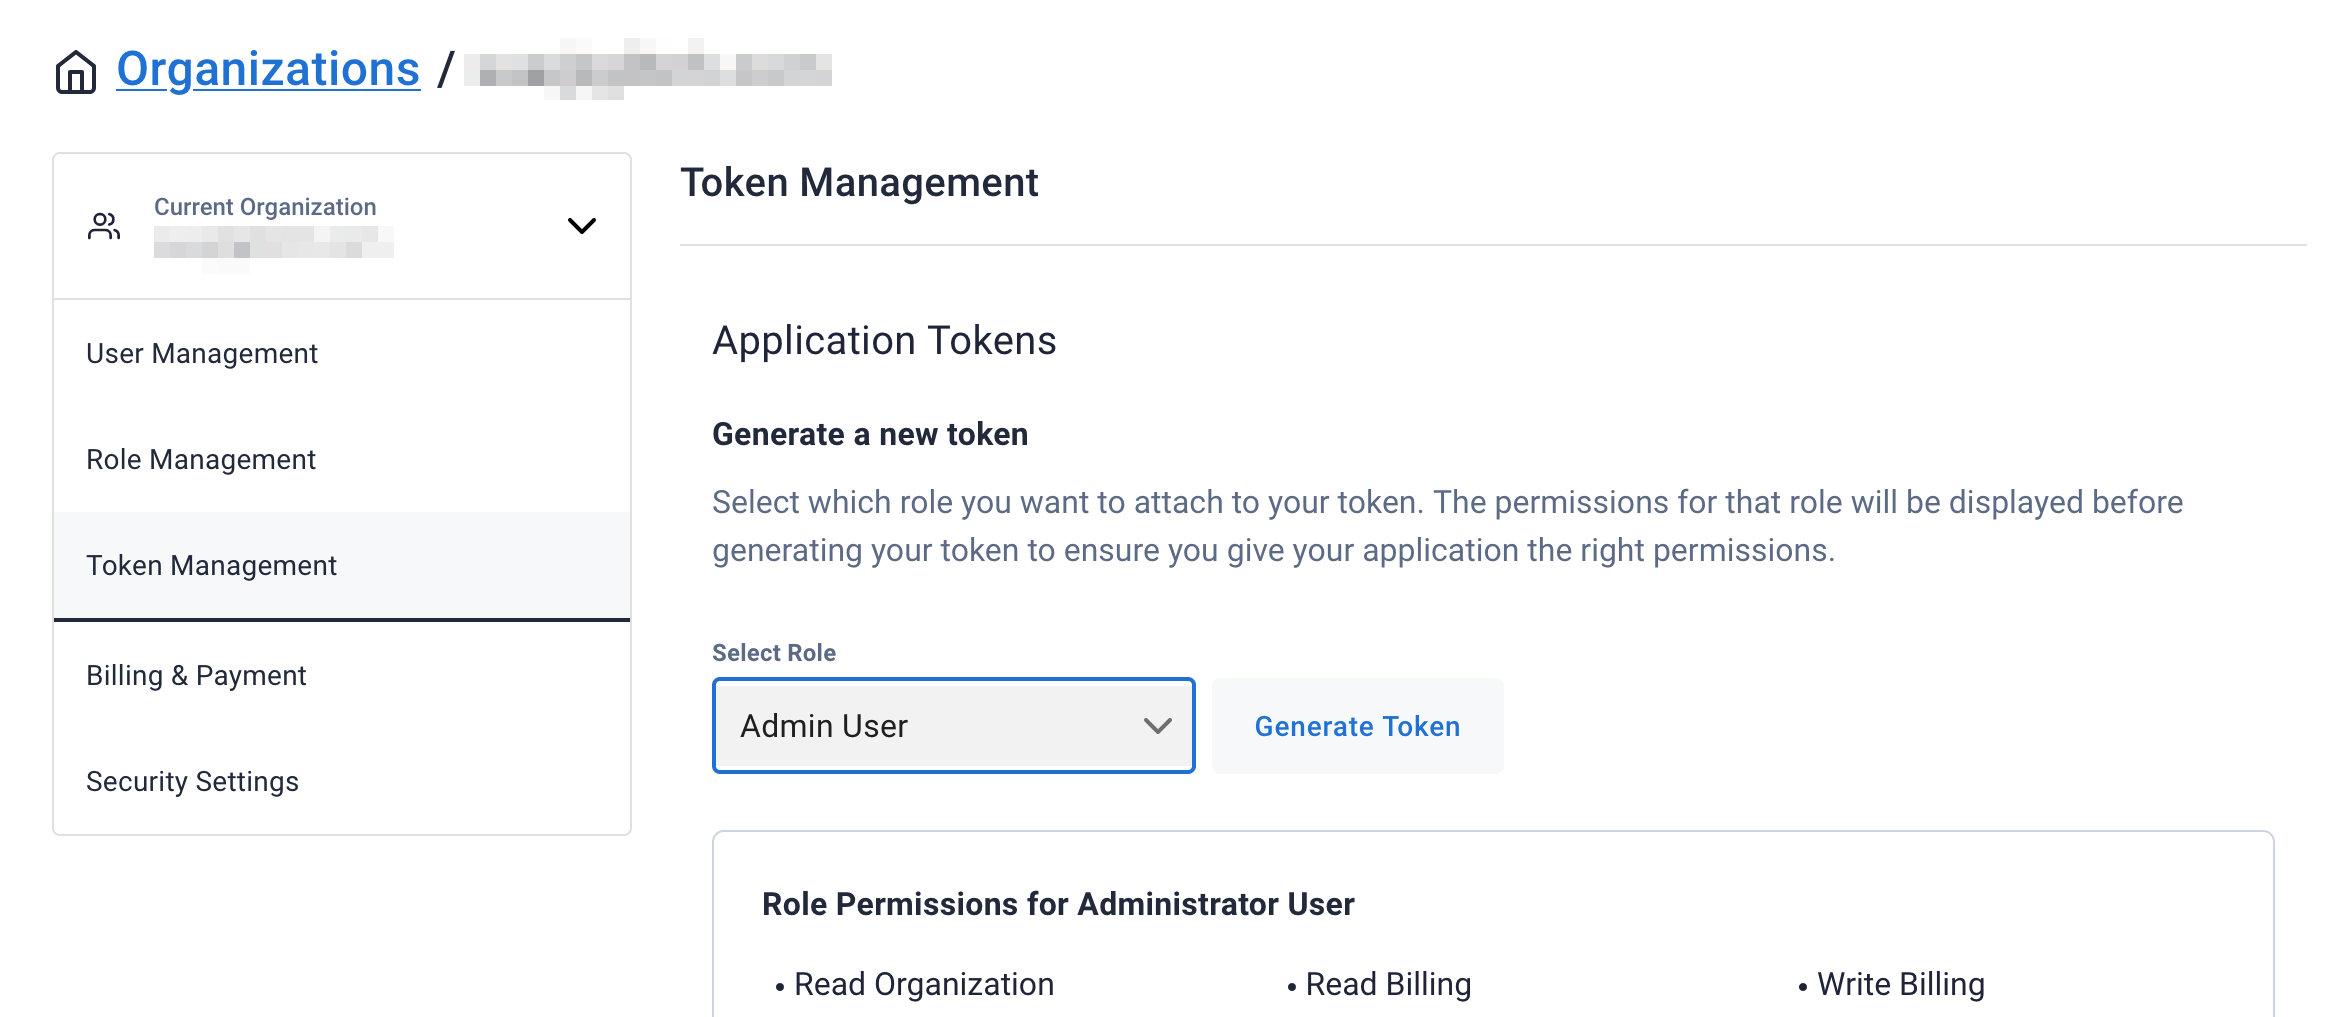 Organizations /
Current Organization
User Management
Role Management
Token Management
Billing & Payment
Security Settings
Token Management
Application Tokens
Generate a new token
Select which role you want to attach to your token. The permissions for that role will be displayed before
generating your token to ensure you give your application the right permissions.
Select Role
Admin User
Generate Token
Role Permissions for Administrator User
• Read Organization
• Read Billing
• Write Billing